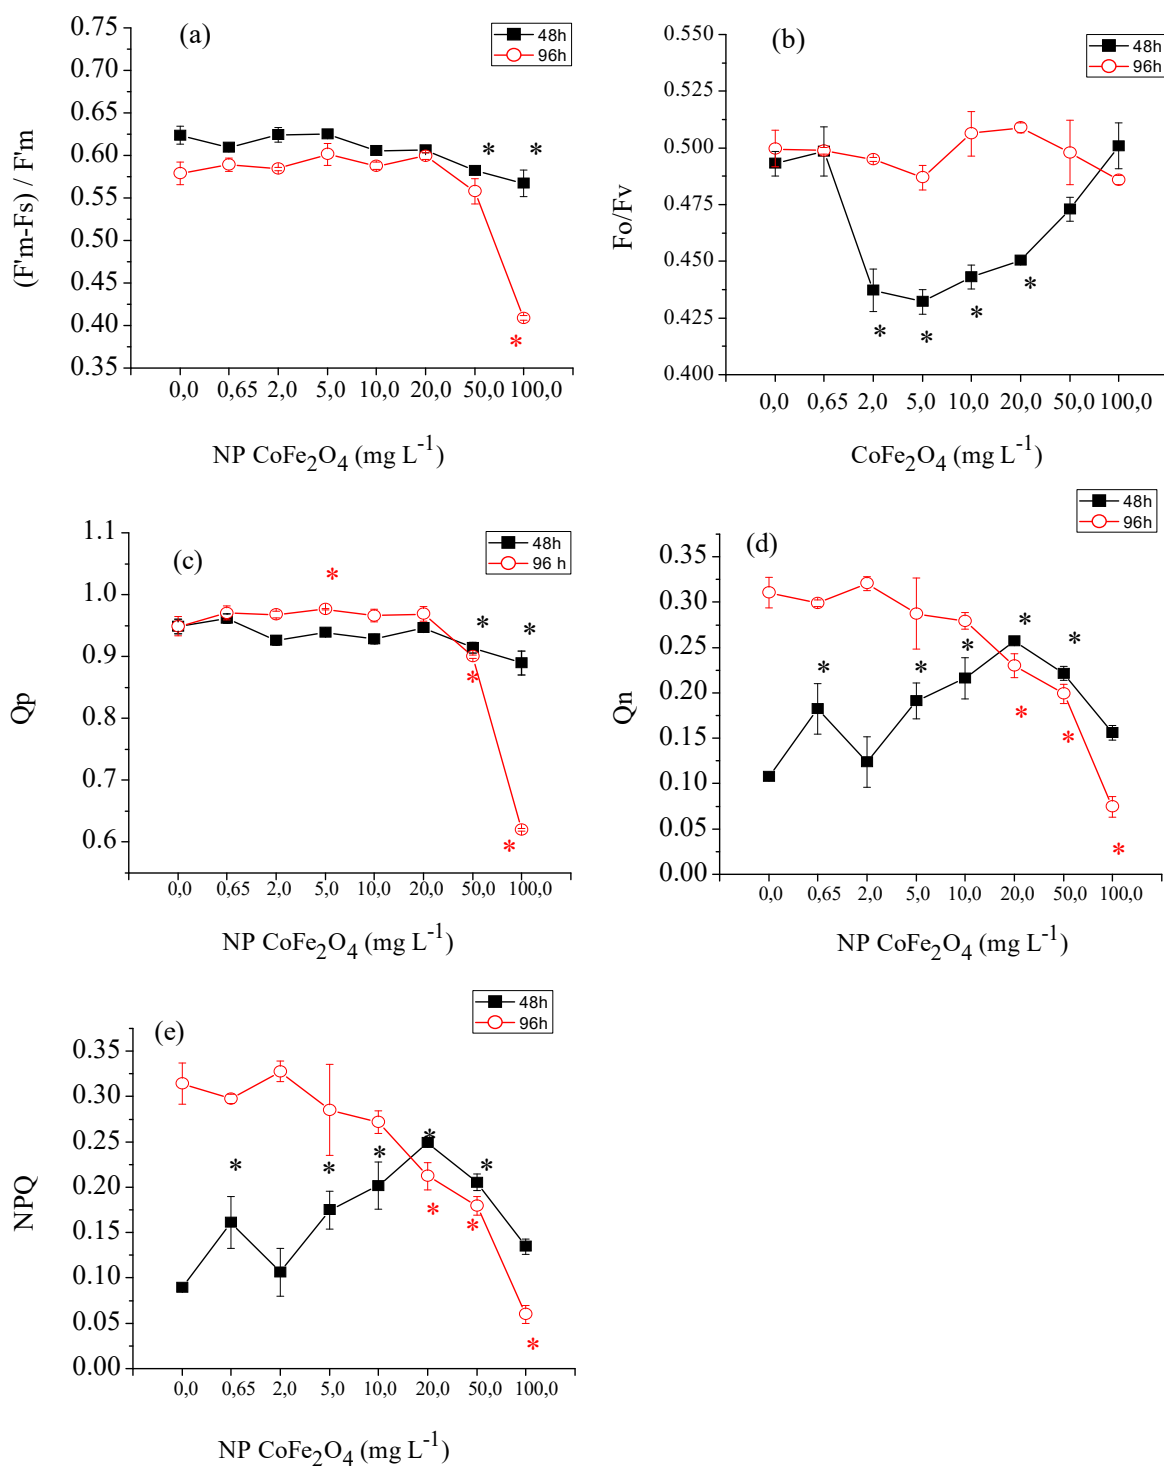 (a)
48h
96h
0.75
0.70
0.65
0.60
0.55
0.50
0.45
0.40
0.35
(F'm-Fs) / F'm
* *
*
0,0 0,65 2,0 5,0 10,0 20,0 50,0 100,0
NP CoFe2O4 (mg L-1)
(b)
48h
96h
0.550
0.525
0.500
0.475
0.450
0.425
0.400
Fo/Fv
* * * *
0,0 0,65 2,0 5,0 10,0 20,0 50,0 100,0
CoFe2O4 (mg L-1)
(c)
48h
96 h
1.1
1.0
0.9
0.8
0.7
0.6
Qp
* * *
* *
0,0 0,65 2,0 5,0 10,0 20,0 50,0 100,0
NP CoFe2O4 (mg L-1)
(d)
48h
96h
0.35
0.30
0.25
0.20
0.15
0.10
0.05
0.00
Qn
* * * * *
* * *
0,0 0,65 2,0 5,0 10,0 20,0 50,0 100,0
NP CoFe2O4 (mg L-1)
(e)
48h
96h
0.35
0.30
0.25
0.20
0.15
0.10
0.05
0.00
NPQ
* * * * *
* * *
0,0 0,65 2,0 5,0 10,0 20,0 50,0 100,0
NP CoFe2O4 (mg L-1)